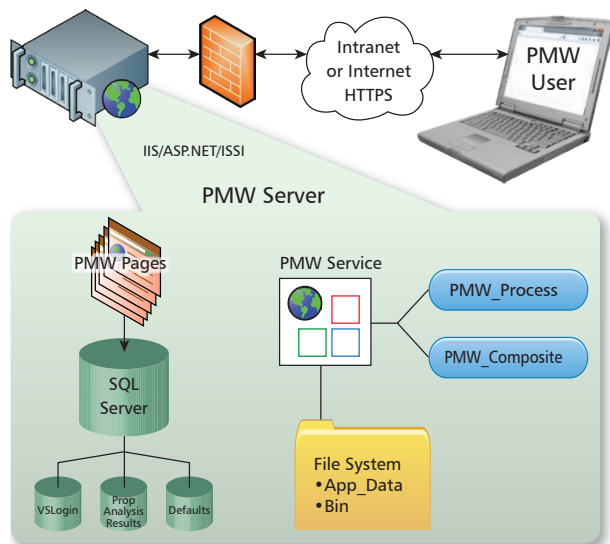 Intranet
or Internet
HTTPS
PMW
User
IIS/ASP.NET/ISSI
PMW Server
PMW Pages
PMW Service
PMW_Process
PMW_Composite
SQL
Server
File System
•App_Data
•Bin
VSLogin
Prop
Analysis
Results
Defaults